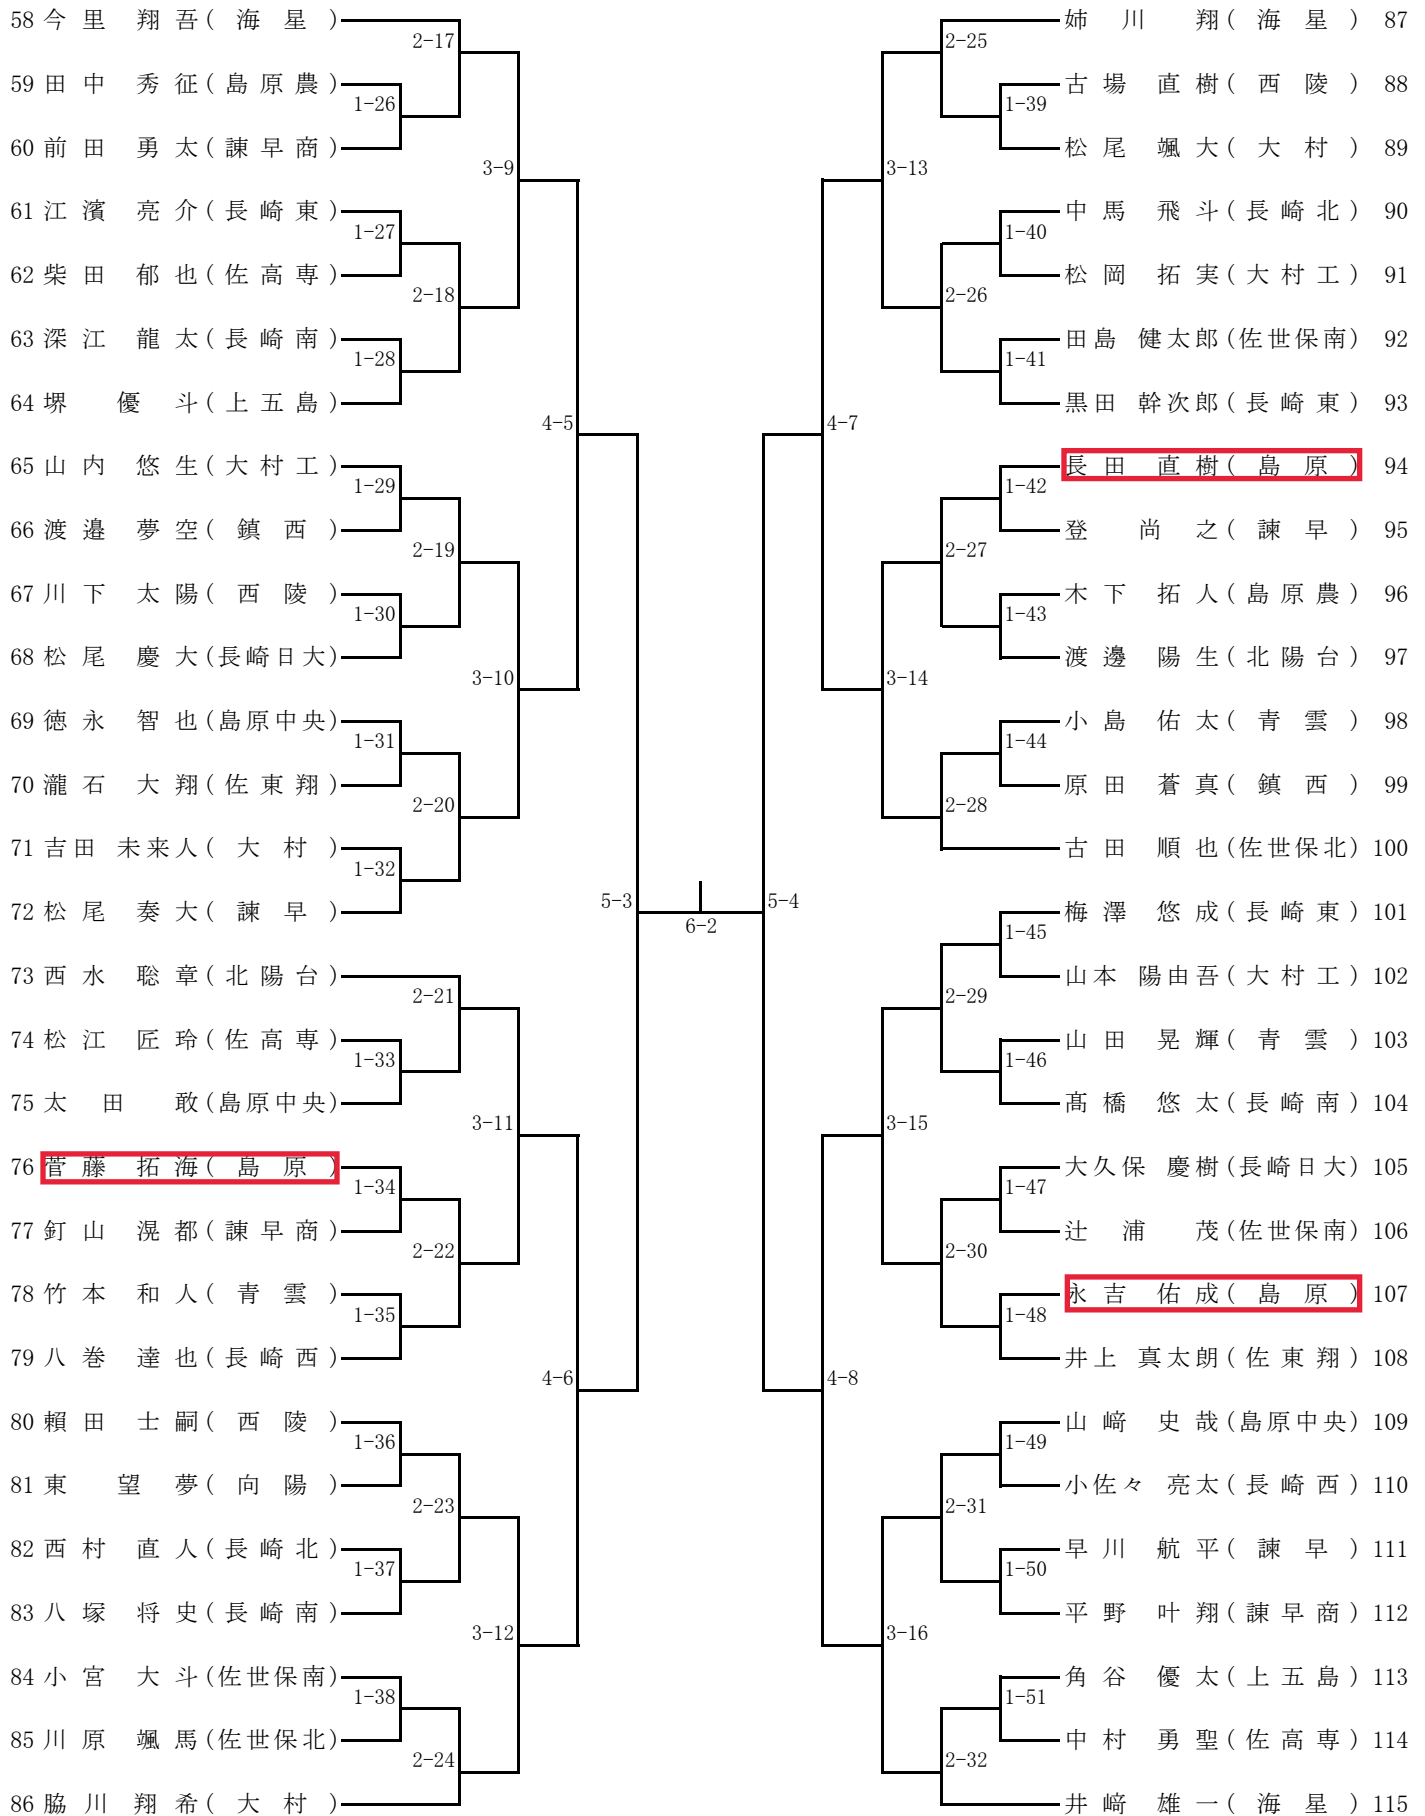 58 今里 翔吾(海星)
2-17
59 田中 秀征(島原農)
1-26
60 前田 勇太(諫早商)
3-9
61 江濱 亮介(長崎東)
1-27
62 柴田 郁也(佐高専)
2-18
63 深江 龍太(長崎南)
1-28
64 堺 優斗(上五島)
4-5
65 山内 悠生(大村工)
1-29
66 渡邉 夢空(鎮西)
2-19
67 川下 太陽(西陵)
1-30
68 松尾 慶大(長崎日大)
3-10
69 徳永 智也(島原中央)
1-31
70 瀧石 大翔(佐東翔)
2-20
71 吉田 未来人(大村)
1-32
72 松尾 奏大(諫早)
5-3
73 西水 聡章(北陽台)
2-21
74 松江 匠玲(佐高専)
1-33
75 太田 敢(島原中央)
3-11
76 菅藤 拓海(島原)
1-34
77 釘山 滉都(諫早商)
2-22
78 竹本 和人(青雲)
1-35
79 八巻 達也(長崎西)
4-6
80 頼田 士嗣(西陵)
1-36
81 東 望夢(向陽)
2-23
82 西村 直人(長崎北)
1-37
83 八塚 将史(長崎南)
3-12
84 小宮 大斗(佐世保南)
1-38
85 川原 颯馬(佐世保北)
2-24
86 脇川 翔希(大村)
6-2
姉川 翔(海星) 87
2-25
古場 直樹(西陵) 88
1-39
松尾 颯大(大村) 89
3-13
中馬 飛斗(長崎北) 90
1-40
松岡 拓実(大村工) 91
2-26
田島 健太郎(佐世保南) 92
1-41
黒田 幹次郎(長崎東) 93
4-7
長田 直樹(島原) 94
1-42
登 尚之(諫早) 95
2-27
木下 拓人(島原農) 96
1-43
渡邊 陽生(北陽台) 97
3-14
小島 佑太(青雲) 98
1-44
原田 蒼真(鎮西) 99
2-28
古田 順也(佐世保北) 100
5-4
梅澤 悠成(長崎東) 101
1-45
山本 陽由吾(大村工) 102
2-29
山田 晃輝(青雲) 103
1-46
髙橋 悠太(長崎南) 104
3-15
大久保 慶樹(長崎日大) 105
1-47
辻浦 茂(佐世保南) 106
2-30
永吉 佑成(島原) 107
1-48
井上 真太朗(佐東翔) 108
4-8
山﨑 史哉(島原中央) 109
1-49
小佐々 亮太(長崎西) 110
2-31
早川 航平(諫早) 111
1-50
平野 叶翔(諫早商) 112
3-16
角谷 優太(上五島) 113
1-51
中村 勇聖(佐高専) 114
2-32
井﨑 雄一(海星) 115